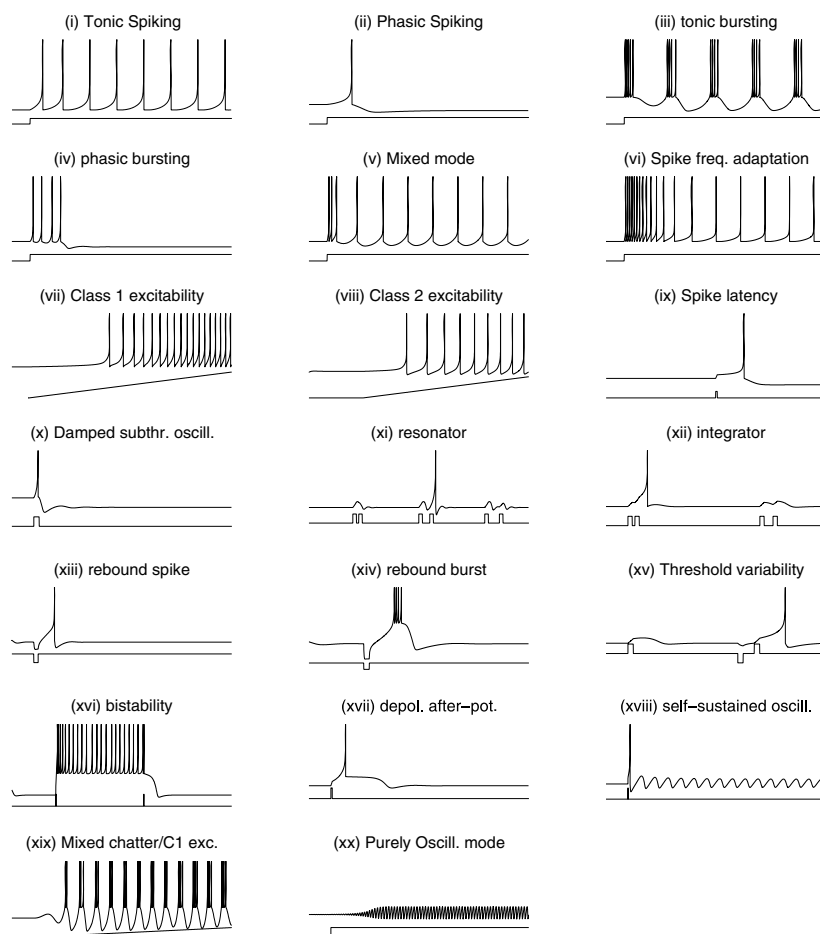 (i) Tonic Spiking
(ii) Phasic Spiking
(iii) tonic bursting
(iv) phasic bursting
(v) Mixed mode
(vi) Spike freq. adaptation
(vii) Class 1 excitability
(viii) Class 2 excitability
(ix) Spike latency
(x) Damped subthr. oscill.
(xi) resonator
(xii) integrator
(xiii) rebound spike
(xiv) rebound burst
(xv) Threshold variability
(xvi) bistability
(xvii) depol. after−pot.
(xviii) self−sustained oscill.
(xix) Mixed chatter/C1 exc.
(xx) Purely Oscill. mode